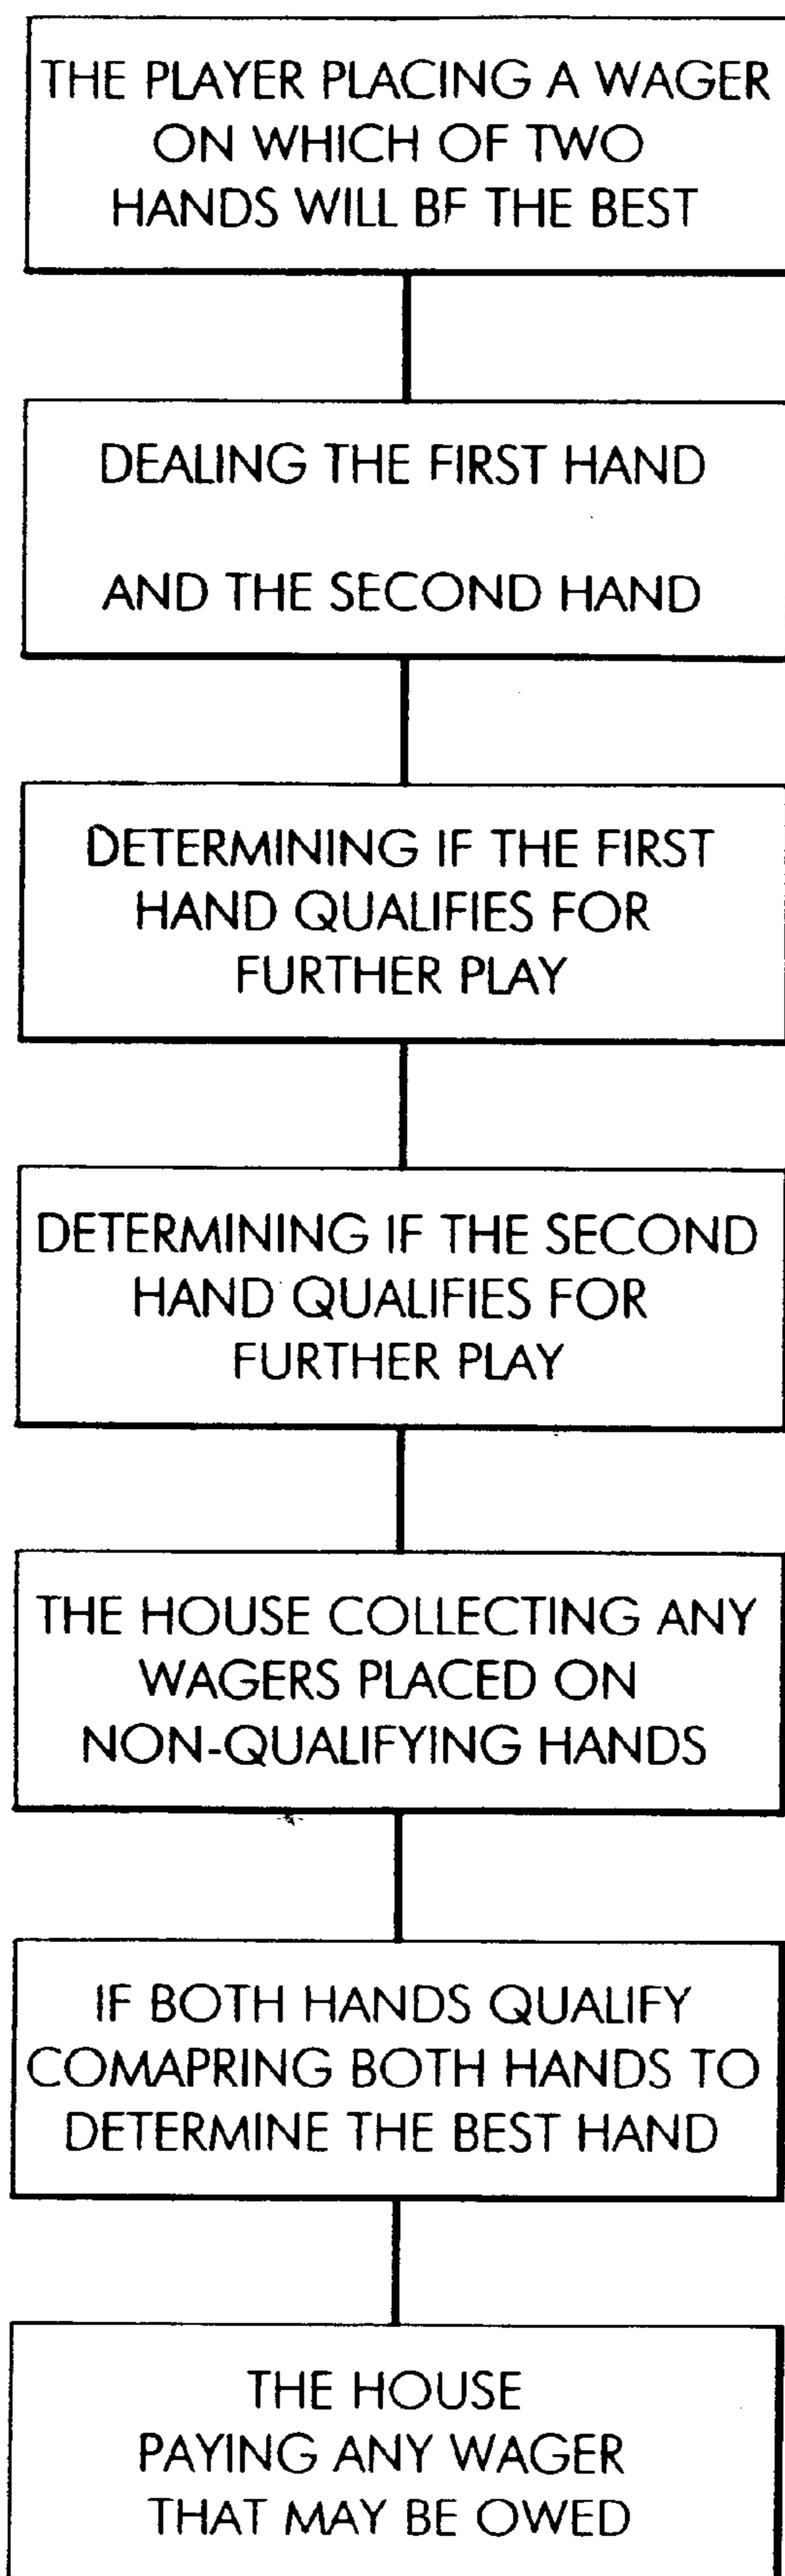 THE PLAYER PLACING A WAGER
ON WHICH OF TWO
HANDS WILL BF THE BEST
DEALING THE FIRST HAND
AND THE SECOND HAND
DETERMINING IF THE FIRST
HAND QUALIFIES FOR
FURTHER PLAY
DETERMINING IF THE SECOND
HAND QUALIFIES FOR
FURTHER PLAY
THE HOUSE COLLECTING ANY
WAGERS PLACED ON
NON-QUALIFYING HANDS
IF BOTH HANDS QUALIFY
COMAPRING BOTH HANDS TO
DETERMINE THE BEST HAND
THE HOUSE
PAYING ANY WAGER
THAT MAY BE OWED